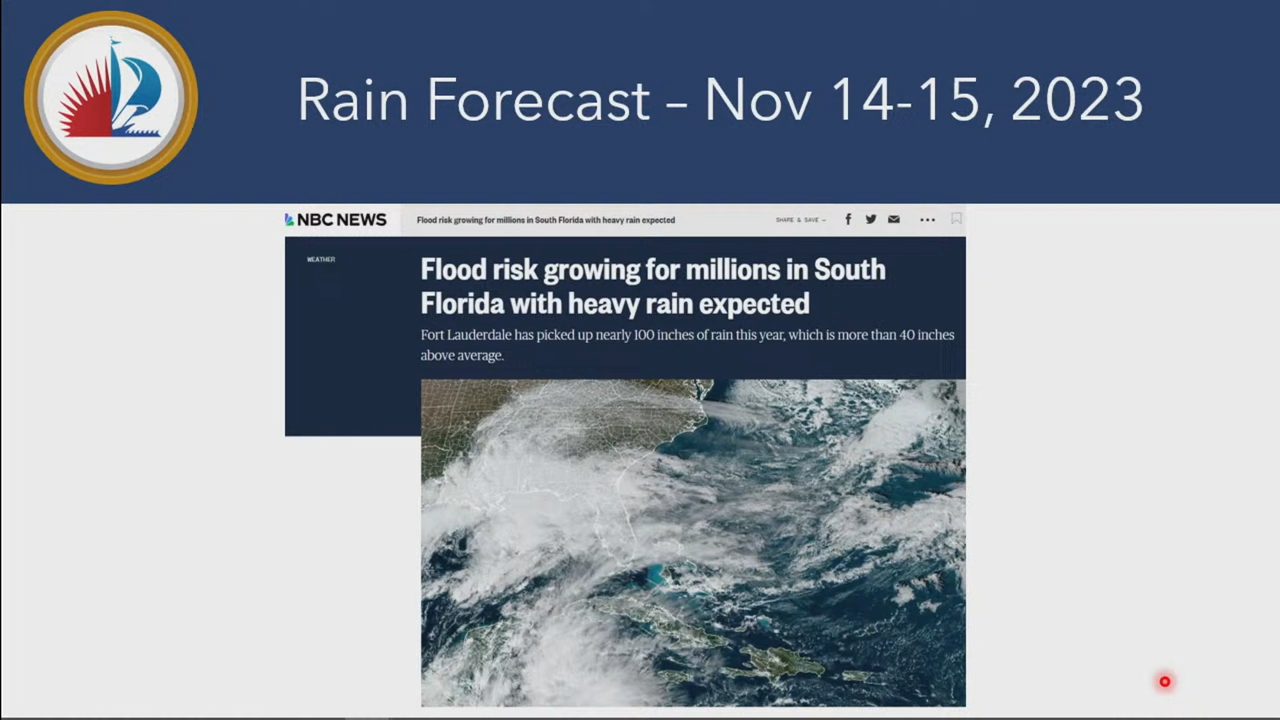 Rain Forecast – Nov 14-15, 2023
NBC NEWS
Flood risk growing for millions in South Florida with heavy rain expected
SHARE & SAVE –
WEATHER
Flood risk growing for millions in South
Florida with heavy rain expected
Fort Lauderdale has picked up nearly 100 inches of rain this year, which is more than 40 inches
above average.